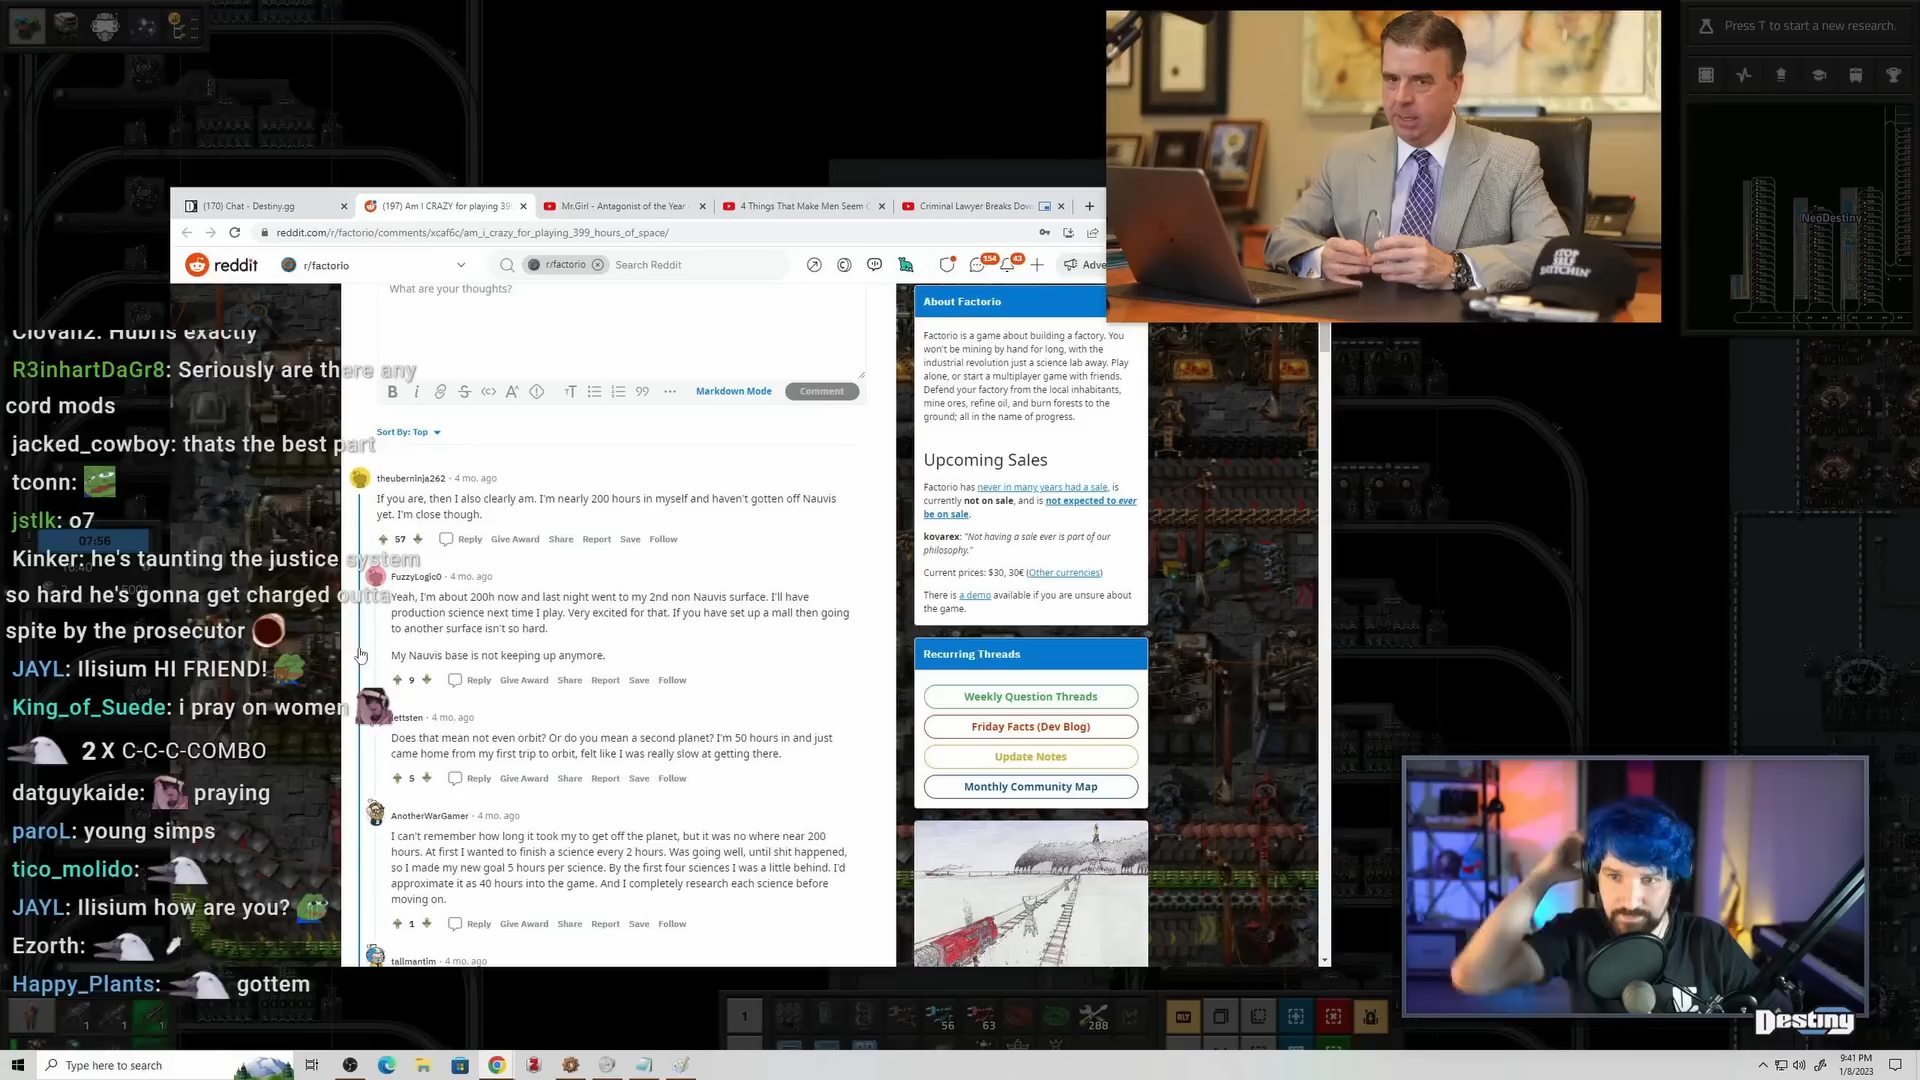 Press T to start a new research.
(170) Chat - Destiny.gg
(197) Am I CRAZY for playing 39
Mr.Girl - Antagonist of the Year -
4 Things That Make Men Seem C
Criminal Lawyer Breaks Dow
reddit.com/r/factorio/comments/xcaf6c/am_i_crazy_for_playing_399_hours_of_space/
reddit
r/factorio
r/factorio
Search Reddit
154
43
Adve
STOP
SELF
SNITCHIN'
NeoDestiny
What are your thoughts?
Markdown Mode
Comment
Sort By: Top
theuberninja262 · 4 mo. ago
If you are, then I also clearly am. I'm nearly 200 hours in myself and haven't gotten off Nauvis
yet. I'm close though.
57
Reply Give Award Share Report Save Follow
FuzzyLogic0 · 4 mo. ago
Yeah, I'm about 200h now and last night went to my 2nd non Nauvis surface. I'll have
production science next time I play. Very excited for that. If you have set up a mall then going
to another surface isn't so hard.
My Nauvis base is not keeping up anymore.
9
Reply Give Award Share Report Save Follow
ettsten · 4 mo. ago
Does that mean not even orbit? Or do you mean a second planet? I'm 50 hours in and just
came home from my first trip to orbit, felt like I was really slow at getting there.
5
Reply Give Award Share Report Save Follow
AnotherWarGamer · 4 mo. ago
I can't remember how long it took my to get off the planet, but it was no where near 200
hours. At first I wanted to finish a science every 2 hours. Was going well, until shit happened,
so I made my new goal 5 hours per science. By the first four sciences I was a little behind. I'd
approximate it as 40 hours into the game. And I completely research each science before
moving on.
1
Reply Give Award Share Report Save Follow
tallmantim · 4 mo. ago
About Factorio
Factorio is a game about building a factory. You
won't be mining by hand for long, with the
industrial revolution just a science lab away. Play
alone, or start a multiplayer game with friends.
Defend your factory from the local inhabitants,
mine ores, refine oil, and burn forests to the
ground; all in the name of progress.
Upcoming Sales
Factorio has never in many years had a sale, is
currently not on sale, and is not expected to ever
be on sale.
kovarex: "Not having a sale ever is part of our
philosophy."
Current prices: $30, 30€ (Other currencies)
There is a demo available if you are unsure about
the game.
Recurring Threads
Weekly Question Threads
Friday Facts (Dev Blog)
Update Notes
Monthly Community Map
Clovan2: Hubris exactly
R3inhartDaGr8: Seriously are there any
cord mods
jacked_cowboy: thats the best part
tconn:
jstlk: o7
07:56
Kinker: he's taunting the justice system
so hard he's gonna get charged outta
spite by the prosecutor
JAYL: Ilisium HI FRIEND!
King_of_Suede: i pray on women
2 X C-C-C-COMBO
datguykaide: praying
paroL: young simps
tico_molido:
JAYL: Ilisium how are you?
Ezorth:
Happy_Plants: gottem
1
1
1
1
56
63
288
ALT
Destiny
Type here to search
9:41 PM
1/8/2023